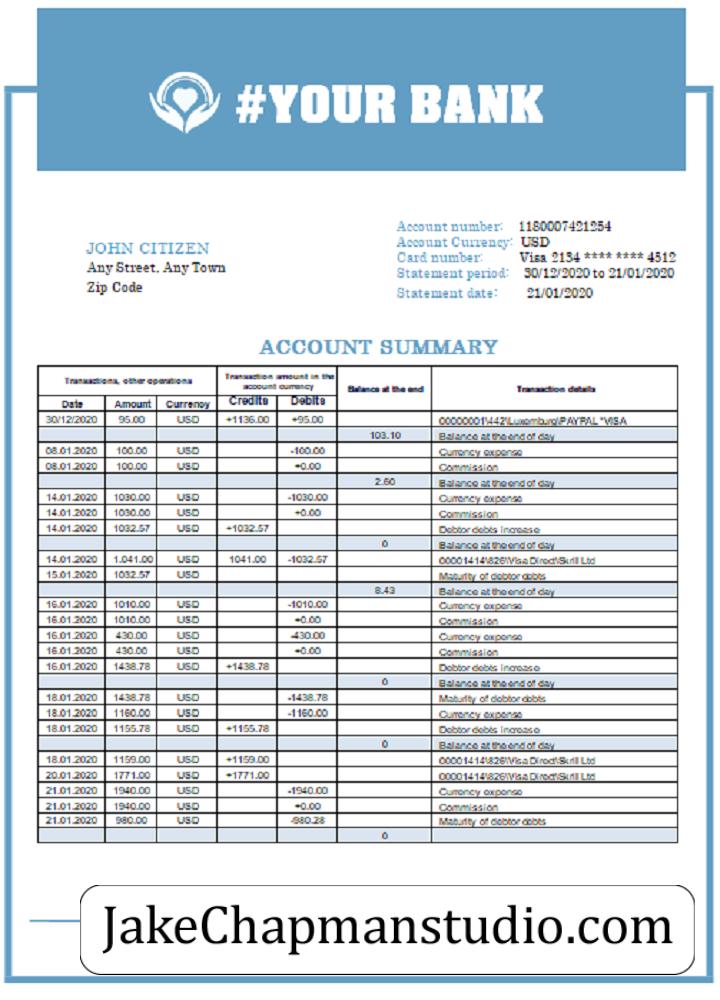 #YOUR BANK
JOHN CITIZEN
Any Street, Any Town
Zip Code
Account number: 1180007421254
Account Currency: USD
Card number: Visa 2134 **** **** 4512
Statement period: 30/12/2020 to 21/01/2020
Statement date: 21/01/2020
ACCOUNT SUMMARY
Transactions, other operations Transaction amount in the account currency Balance at the end Transaction details
Date Amount Currency Credits Debits
30/12/2020 95.00 USD +1136.00 +95.00 00000001\442\Luxemburg\PAYPAL *VISA
103.10 Balance at the end of day
08.01.2020 100.00 USD -100.00 Currency expense
08.01.2020 100.00 USD +0.00 Commission
2.60 Balance at the end of day
14.01.2020 1030.00 USD -1030.00 Currency expense
14.01.2020 1030.00 USD +0.00 Commission
14.01.2020 1032.57 USD +1032.57 Debtor debts increase
0 Balance at the end of day
14.01.2020 1.041.00 USD 1041.00 -1032.57 00001414\826\Visa Direct\Skrill Ltd
15.01.2020 1032.57 USD Maturity of debtor debts
8.43 Balance at the end of day
16.01.2020 1010.00 USD -1010.00 Currency expense
16.01.2020 1010.00 USD +0.00 Commission
16.01.2020 430.00 USD -430.00 Currency expense
16.01.2020 430.00 USD +0.00 Commission
16.01.2020 1438.78 USD +1438.78 Debtor debts increase
0 Balance at the end of day
18.01.2020 1438.78 USD -1438.78 Maturity of debtor debts
18.01.2020 1160.00 USD -1160.00 Currency expense
18.01.2020 1155.78 USD +1155.78 Debtor debts increase
0 Balance at the end of day
18.01.2020 1159.00 USD +1159.00 00001414\826\Visa Direct\Skrill Ltd
20.01.2020 1771.00 USD +1771.00 00001414\826\Visa Direct\Skrill Ltd
21.01.2020 1940.00 USD -1940.00 Currency expense
21.01.2020 1940.00 USD +0.00 Commission
21.01.2020 980.00 USD -980.28 Maturity of debtor debts
0
JakeChapmanstudio.com